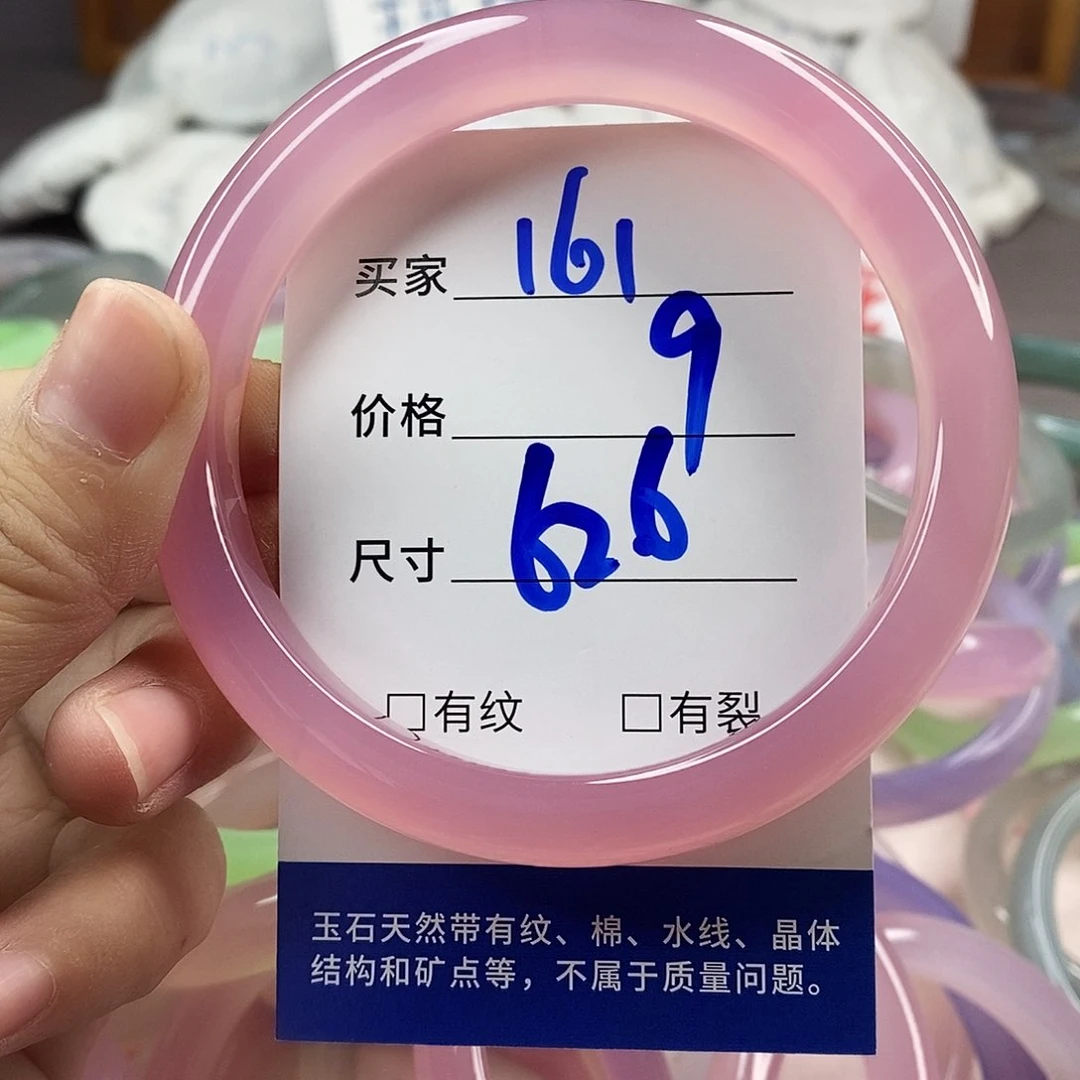 买家 161
价格 9
尺寸 62.6
□有纹 □有裂
玉石天然带有纹、棉、水线、晶体
结构和矿点等，不属于质量问题。